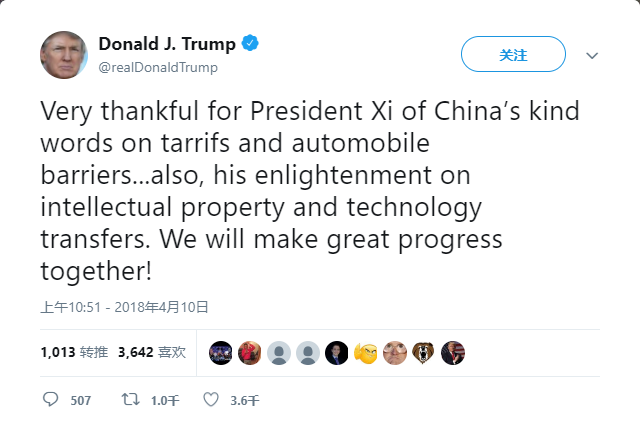 Donald J. Trump
@realDonaldTrump
关注
Very thankful for President Xi of China's kind
words on tarrifs and automobile
barriers...also, his enlightenment on
intellectual property and technology
transfers. We will make great progress
together!
上午10:51 - 2018年4月10日
1,013 转推 3,642 喜欢
507 1.0千 3.6千